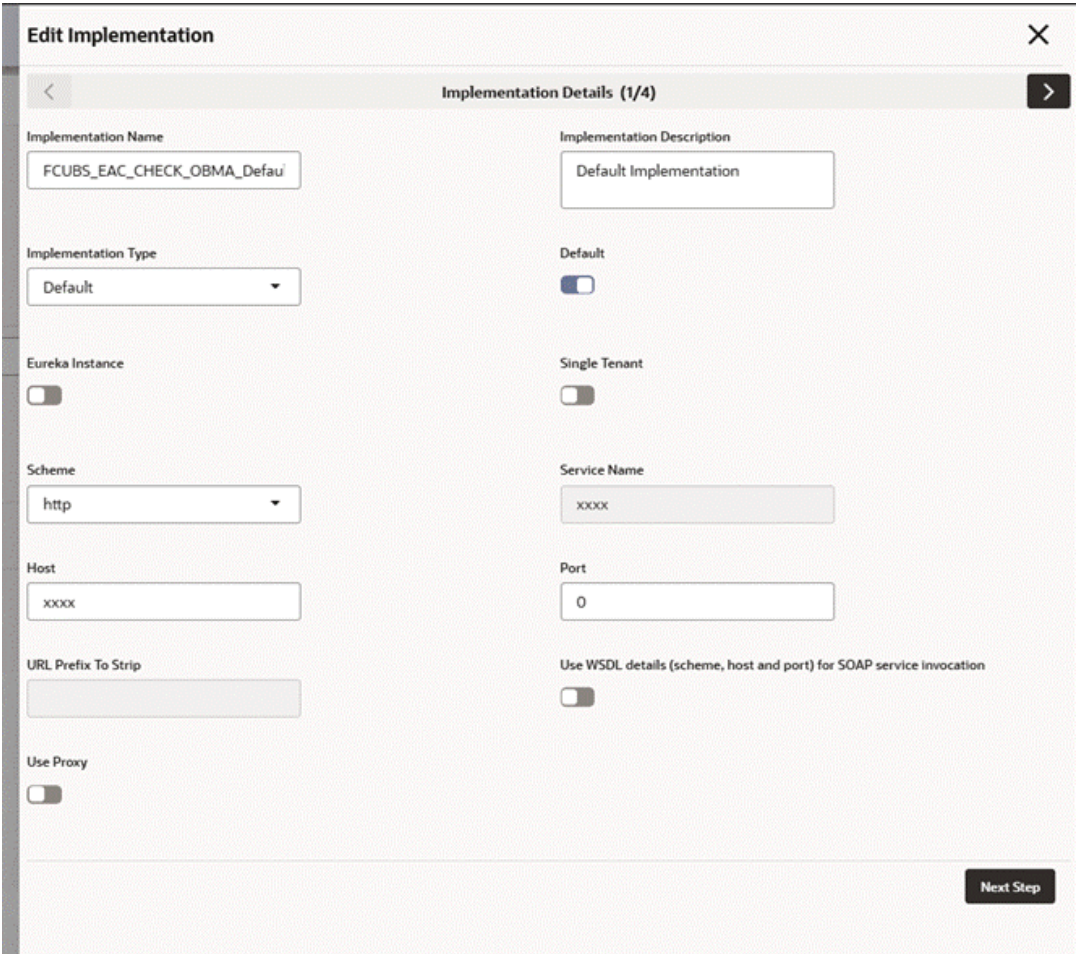 Edit Implementation
Implementation Details (1/4)
Implementation Name
Implementation Description
FCUBS_EAC_CHECK_OBMA_Defau
Default Implementation
Implementation Type
Default
Default
Eureka Instance
Single Tenant
Scheme
Service Name
http
xxxx
Host
Port
xxxx
0
URL Prefix To Strip
Use WSDL details (scheme, host and port) for SOAP service invocation
Use Proxy
Next Step